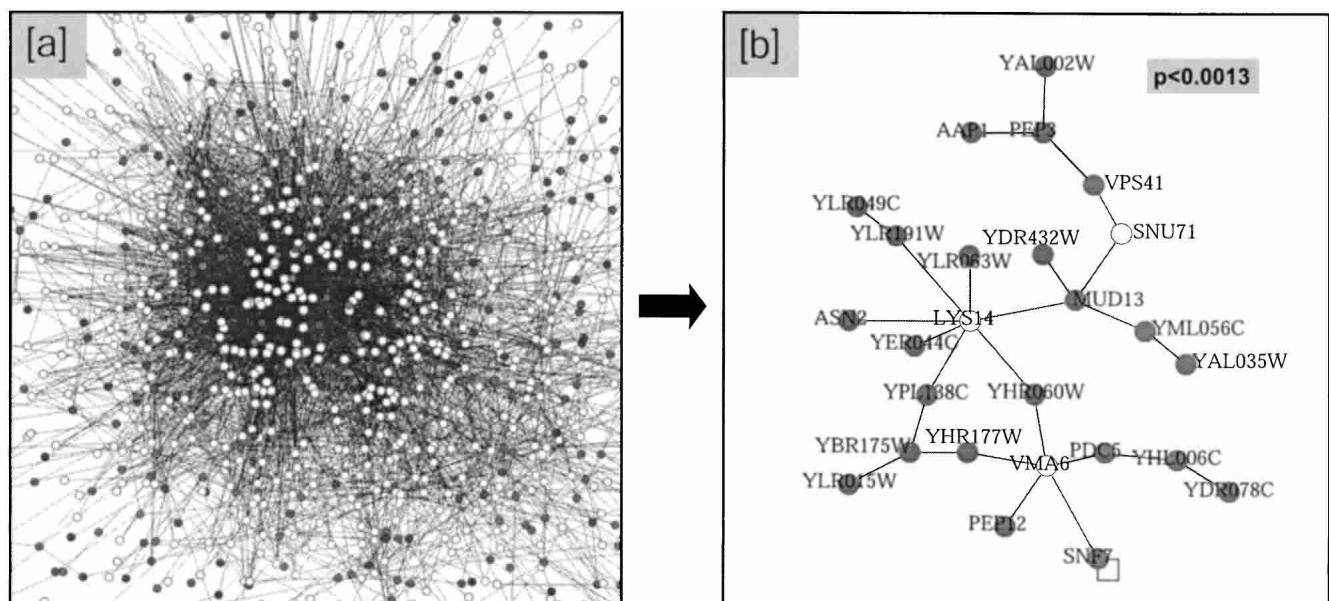 [a]
[b]
YAL002W
p<0.0013
AAP1
PEP3
VPS41
YLR049C
YLR191W
YDR432W
SNU71
YLR063W
MUD13
ASN2
LYS14
YER044C
YML056C
YAL035W
YPL138C
YHR060W
YBR175W
YHR177W
VMA6
PDC5
YHL006C
YLR015W
YDR078C
PEP12
SNF7